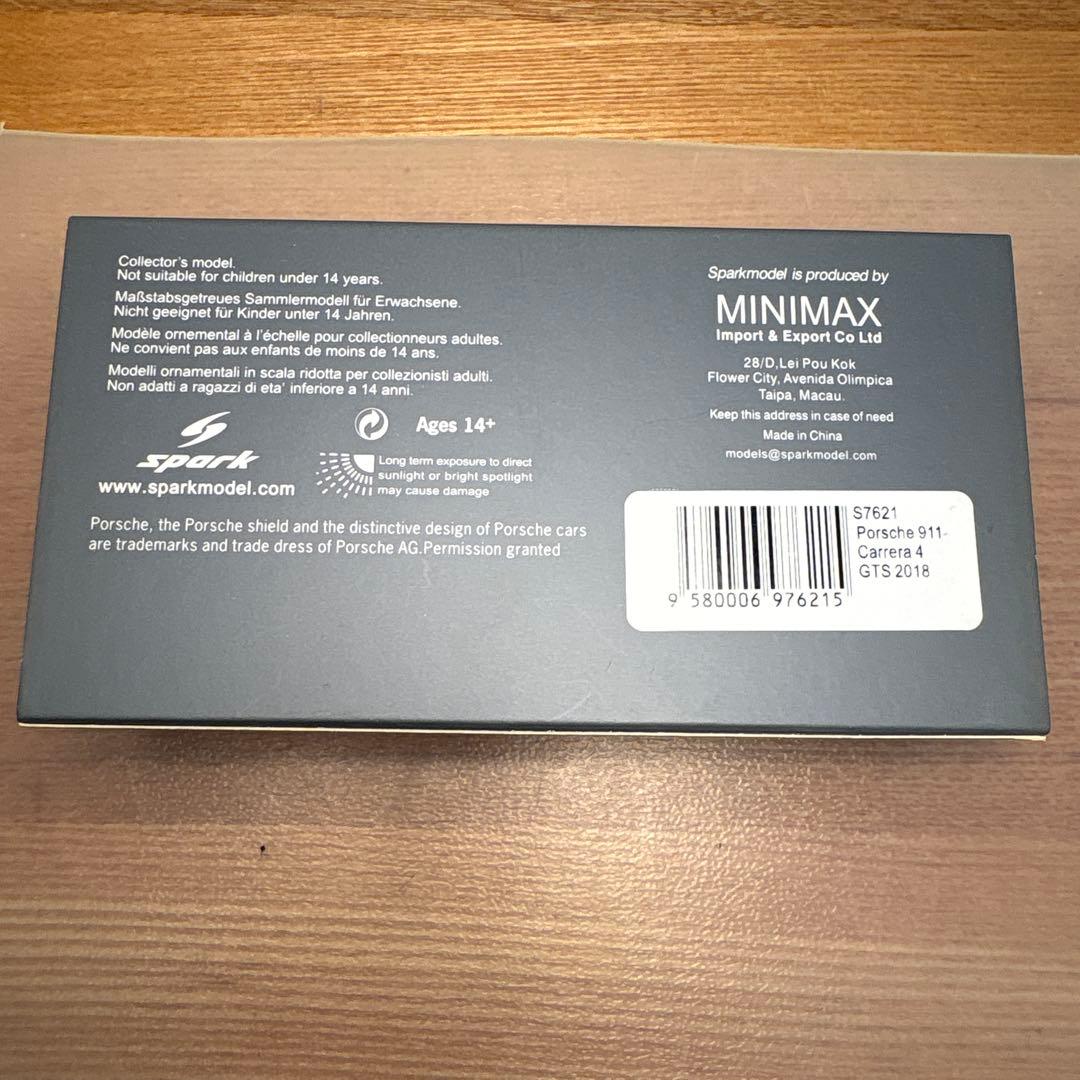 Collector's model.
Not suitable for children under 14 years.
Maßstabsgetreues Sammlermodell für Erwachsene.
Nicht geeignet für Kinder unter 14 Jahren.
Modèle ornemental à l'échelle pour collectionneurs adultes.
Ne convient pas aux enfants de moins de 14 ans.
Modelli ornamentali in scala ridotta per collezionisti adulti.
Non adatti a ragazzi di eta' inferiore a 14 anni.
Ages 14+
spark
www.sparkmodel.com
Long term exposure to direct
sunlight or bright spotlight
may cause damage
Porsche, the Porsche shield and the distinctive design of Porsche cars
are trademarks and trade dress of Porsche AG.Permission granted
Sparkmodel is produced by
MINIMAX
Import & Export Co Ltd
28/D,Lei Pou Kok
Flower City, Avenida Olimpica
Taipa, Macau.
Keep this address in case of need
Made in China
models@sparkmodel.com
S7621
Porsche 911-
Carrera 4
GTS 2018
9 580006 976215